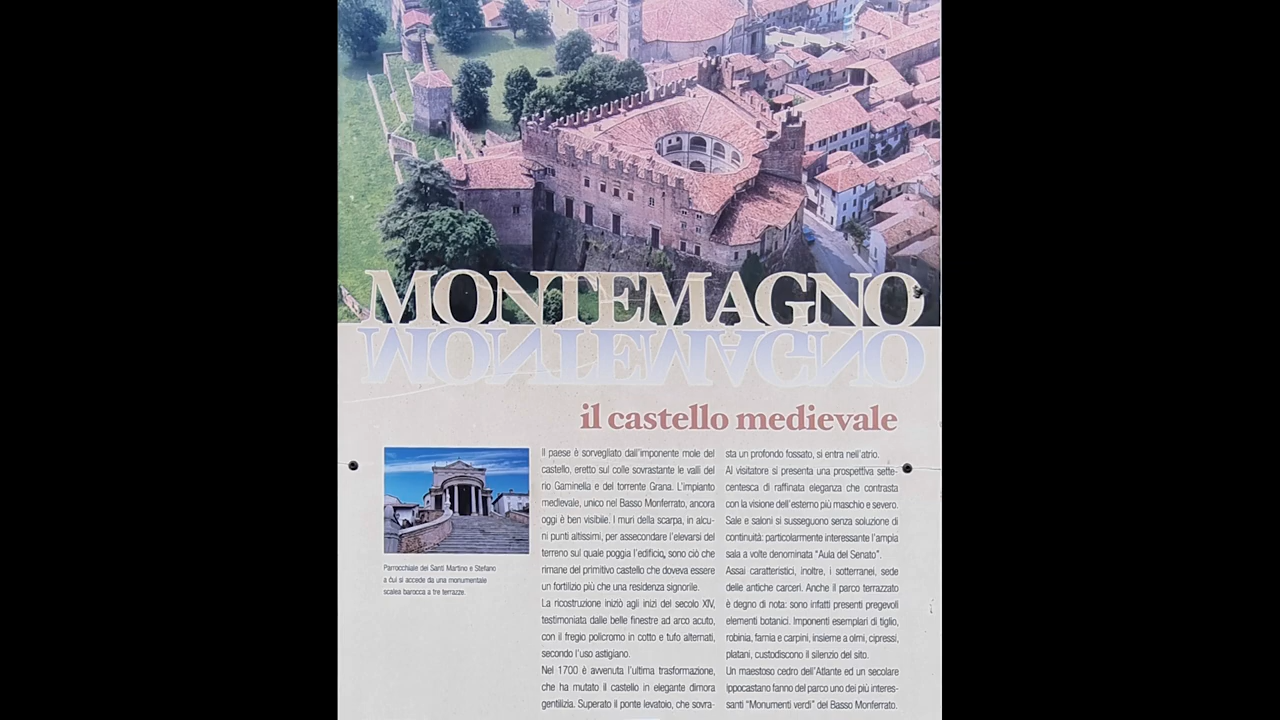 MONTEMAGNO
il castello medievale
Parrocchiale dei Santi Martino e Stefano
a cui si accede da una monumentale
scalea barocca a tre terrazze.
Il paese è sorvegliato dall'imponente mole del
castello, eretto sul colle sovrastante le valli del
rio Gaminella e del torrente Grana. L'impianto
medievale, unico nel Basso Monferrato, ancora
oggi è ben visibile. I muri della scarpa, in alcu-
ni punti altissimi, per assecondare l'elevarsi del
terreno sul quale poggia l'edificio, sono ciò che
rimane del primitivo castello che doveva essere
un fortilizio più che una residenza signorile.
La ricostruzione iniziò agli inizi del secolo XIV,
testimoniata dalle belle finestre ad arco acuto,
con il fregio policromo in cotto e tufo alternati,
secondo l'uso astigiano.
Nel 1700 è avvenuta l'ultima trasformazione,
che ha mutato il castello in elegante dimora
gentilizia. Superato il ponte levatoio, che sovra-
sta un profondo fossato, si entra nell'atrio.
Al visitatore si presenta una prospettiva sette-
centesca di raffinata eleganza che contrasta
con la visione dell'esterno più maschio e severo.
Sale e saloni si susseguono senza soluzione di
continuità: particolarmente interessante l'ampia
sala a volte denominata "Aula del Senato".
Assai caratteristici, inoltre, i sotterranei, sede
delle antiche carceri. Anche il parco terrazzato
è degno di nota: sono infatti presenti pregevoli
elementi botanici. Imponenti esemplari di tiglio,
robinia, farnia e carpini, insieme a olmi, cipressi,
platani, custodiscono il silenzio del sito.
Un maestoso cedro dell'Atlante ed un secolare
ippocastano fanno del parco uno dei più interes-
santi "Monumenti verdi" del Basso Monferrato.